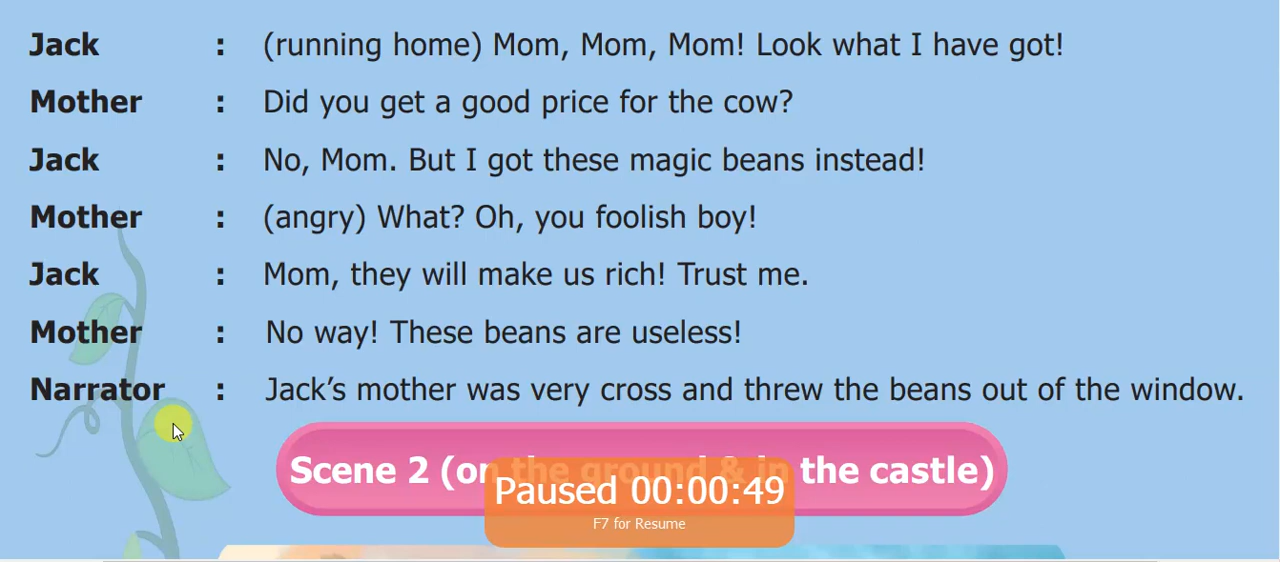 Jack : (running home) Mom, Mom, Mom! Look what I have got!
Mother : Did you get a good price for the cow?
Jack : No, Mom. But I got these magic beans instead!
Mother : (angry) What? Oh, you foolish boy!
Jack : Mom, they will make us rich! Trust me.
Mother : No way! These beans are useless!
Narrator : Jack’s mother was very cross and threw the beans out of the window.
Scene 2 (on the ground & in the castle)
Paused 00:00:49
F7 for Resume